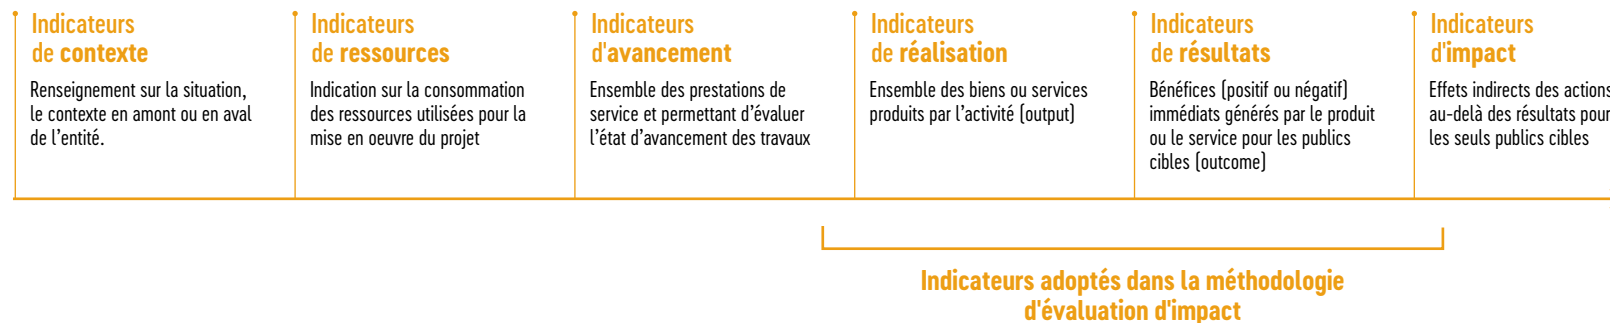 Indicateurs
de contexte
Renseignement sur la situation,
le contexte en amont ou en aval
de l'entité.
Indicateurs
de ressources
Indication sur la consommation
des ressources utilisées pour la
mise en oeuvre du projet
Indicateurs
d'avancement
Ensemble des prestations de
service et permettant d'évaluer
l'état d'avancement des travaux
Indicateurs
de réalisation
Ensemble des biens ou services
produits par l'activité (output)
Indicateurs
de résultats
Bénéfices (positif ou négatif)
immédiats générés par le produit
ou le service pour les publics
cibles (outcome)
Indicateurs
d'impact
Effets indirects des actions
au-delà des résultats pour
les seuls publics cibles
Indicateurs adoptés dans la méthodologie
d'évaluation d'impact